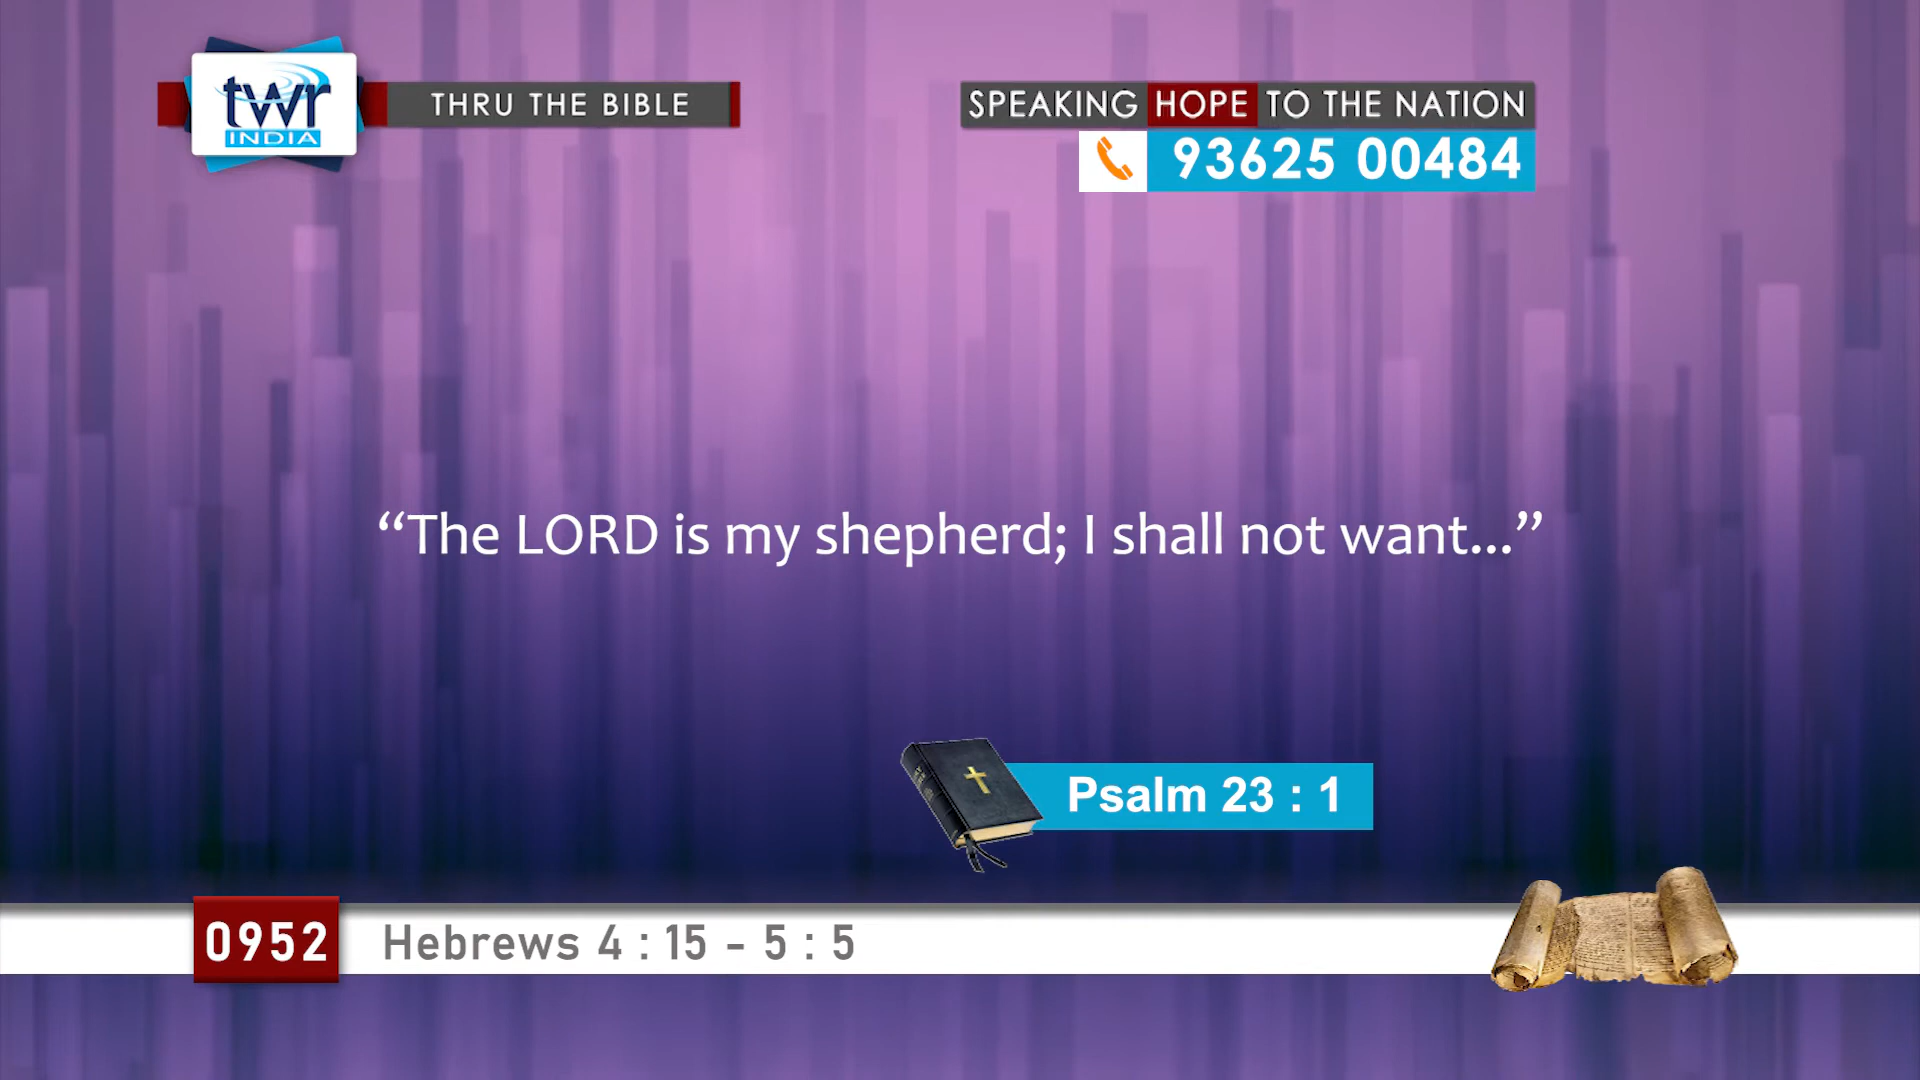 twr
INDIA
THRU THE BIBLE
SPEAKING HOPE TO THE NATION
93625 00484
“The LORD is my shepherd; I shall not want...”
Psalm 23 : 1
0952
Hebrews 4 : 15 - 5 : 5